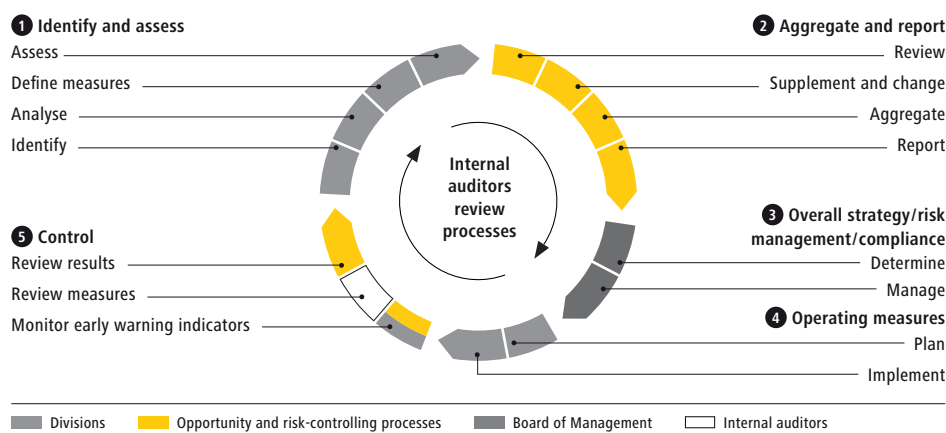 1 Identify and assess
Assess
Define measures
Analyse
Identify
2 Aggregate and report
Review
Supplement and change
Aggregate
Report
Internal
auditors
review
processes
3 Overall strategy/risk
management/compliance
Determine
Manage
4 Operating measures
Plan
Implement
5 Control
Review results
Review measures
Monitor early warning indicators
Divisions
Opportunity and risk-controlling processes
Board of Management
Internal auditors